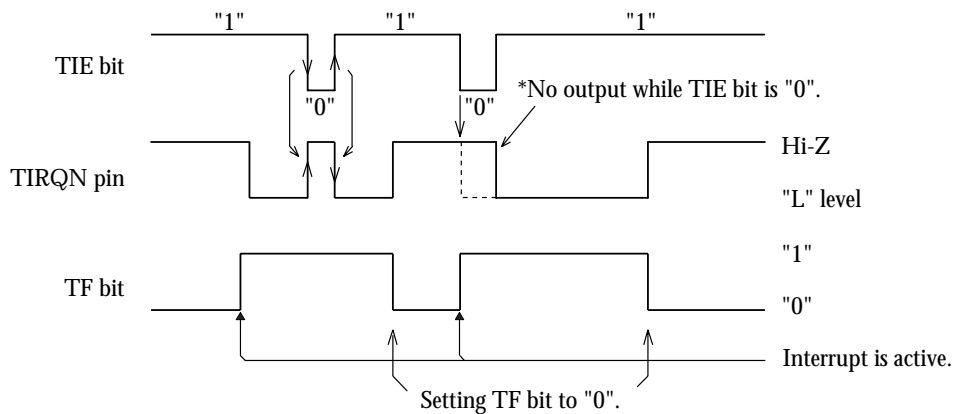 "1" "1" "1"
TIE bit
"0" "0"
*No output while TIE bit is "0".
Hi-Z
TIRQN pin
"L" level
"1"
TF bit
"0"
Interrupt is active.
Setting TF bit to "0".